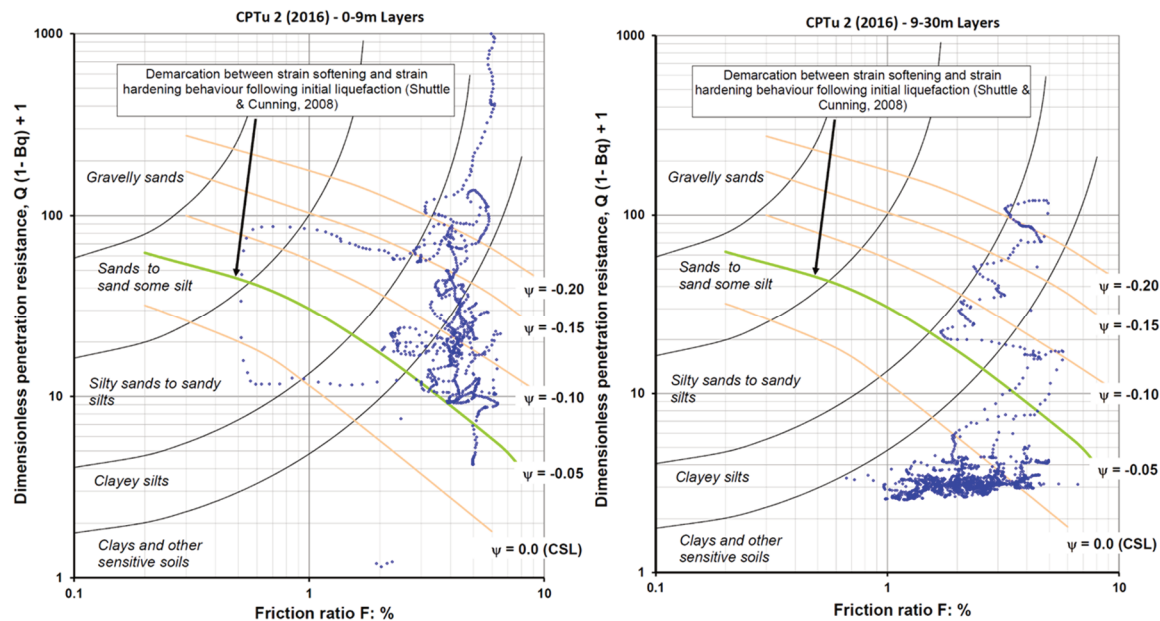 CPTu 2 (2016) - 0-9m Layers
Dimensionless penetration resistance, Q (1- Bq) + 1
1000
100
10
1
Demarcation between strain softening and strain
hardening behaviour following initial liquefaction (Shuttle
& Cunning, 2008)
Gravelly sands
Sands to
sand some silt
Silty sands to sandy
silts
Clayey silts
Clays and other
sensitive soils
ψ = -0.20
ψ = -0.15
ψ = -0.10
ψ = -0.05
ψ = 0.0 (CSL)
0.1
1
10
Friction ratio F: %
CPTu 2 (2016) - 9-30m Layers
Dimensionless penetration resistance, Q (1- Bq) + 1
1000
100
10
1
Demarcation between strain softening and strain
hardening behaviour following initial liquefaction (Shuttle &
Cunning, 2008)
Gravelly sands
Sands to
sand some silt
Silty sands to sandy
silts
Clayey silts
Clays and other
sensitive soils
ψ = -0.20
ψ = -0.15
ψ = -0.10
ψ = -0.05
ψ = 0.0 (CSL)
0.1
1
10
Friction ratio F: %